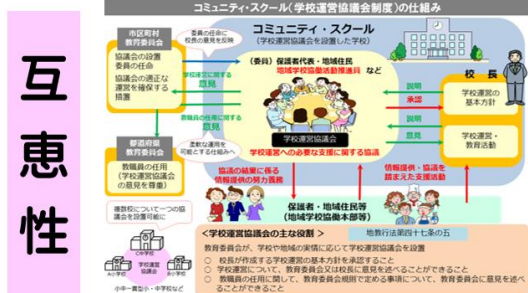 コミュニティ・スクール(学校運営協議会制度)の仕組み
互恵性
市区町村
教育委員会
協議会の設置
委員の任命
協議会の適正な
運営を確保する
措置
委員の任命に
校長の意見を反映
学校運営に関する
意見
教職員の任用に関する
意見
都道府県
教育委員会
柔軟な運用を
可能とする仕組みへ
教職員の任用
(学校運営協議会
の意見を尊重)
コミュニティ・スクール
(学校運営協議会を設置した学校)
(委員)保護者代表・地域住民
地域学校協働活動推進員 など
学校運営協議会
学校運営への必要な支援に関する協議
説明
承認
説明
意見
校 長
学校運営の
基本方針
学校運営・
教育活動
協議の結果に係る
情報提供の努力義務
情報提供・協議を
踏まえた支援活動
保護者・地域住民等
(地域学校協働本部等)
複数校について一つの協
議会を設置可能に
C中学校
学校運営
協議会
A小学校
B小学校
小中一貫型小・中学校など
<学校運営協議会の主な役割>
地教行法第四十七条の五
教育委員会が、学校や地域の実情に応じて学校運営協議会を設置
○ 校長が作成する学校運営の基本方針を承認すること
○ 学校運営について、教育委員会又は校長に意見を述べることができること
○ 教職員の任用に関して、教育委員会規則で定める事項について、教育委員会に意見を述べ
ることができること